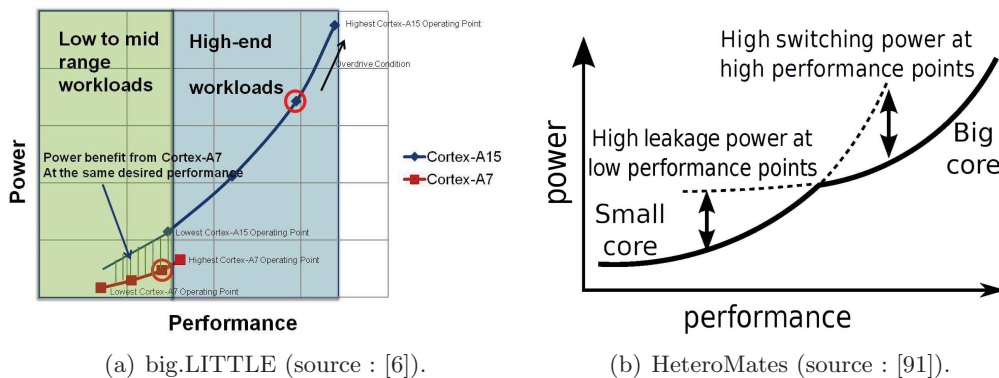 Low to mid
range
workloads
High-end
workloads
Highest Cortex-A15 Operating Point
Overdrive Condition
Power benefit from Cortex-A7
At the same desired performance
Lowest Cortex-A15 Operating Point
Highest Cortex-A7 Operating Point
Lowest Cortex-A7 Operating Point
Cortex-A15
Cortex-A7
Power
Performance
(a) big.LITTLE (source : [6]).
High switching power at
high performance points
High leakage power at
low performance points
Big
core
Small
core
power
performance
(b) HeteroMates (source : [91]).